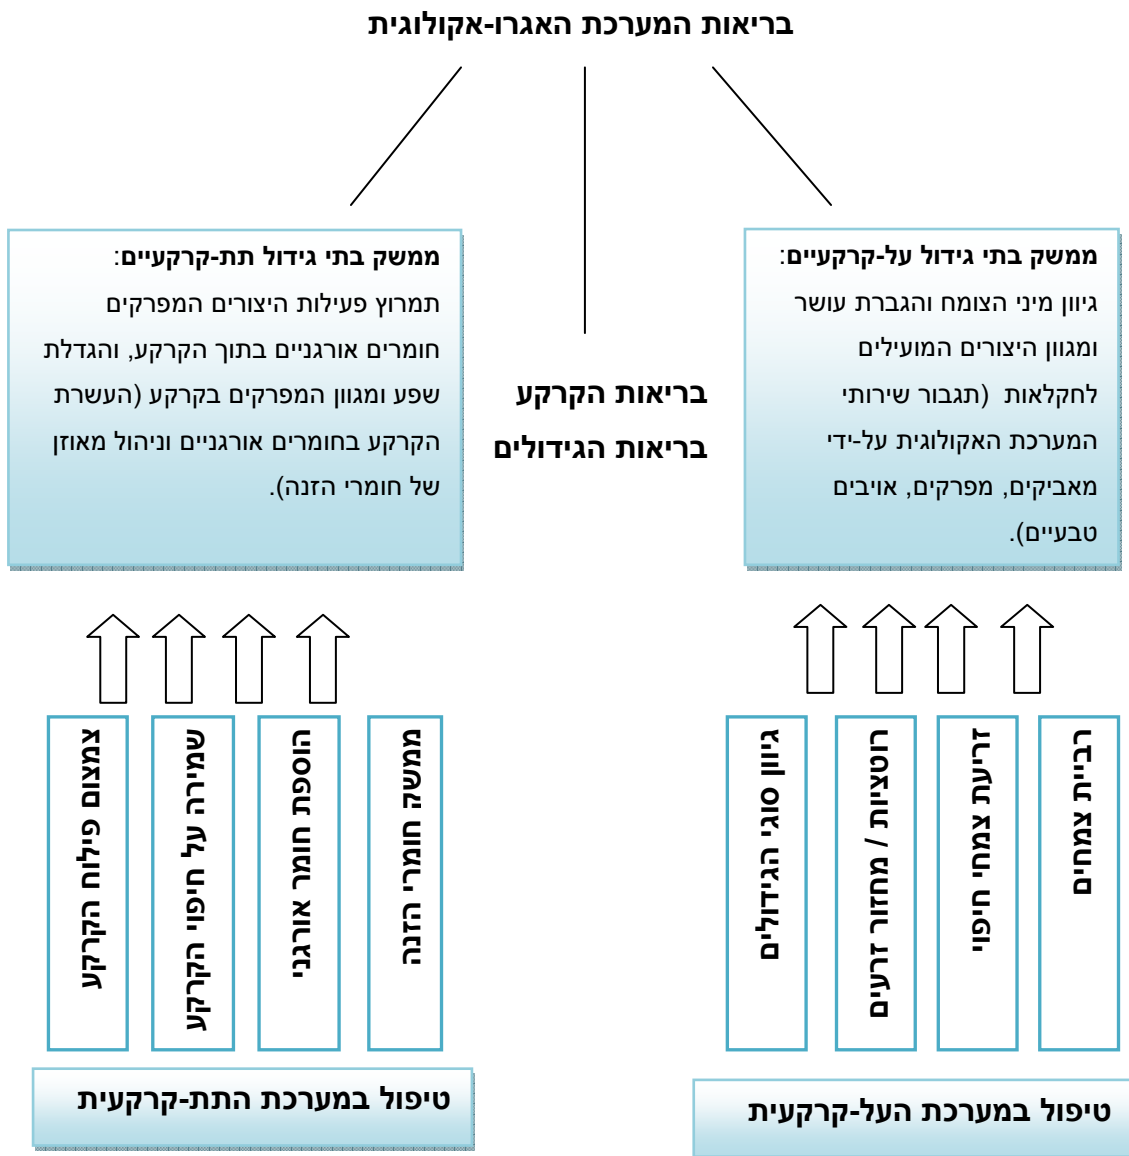 בריאות המערכת האגרו-אקולוגית
ממשק בתי גידול על-קרקעיים:
גיוון מיני הצומח והגברת עושר
ומגוון היצורים המועילים
לחקלאות (תגבור שירותי
המערכת האקולוגית על-ידי
מאביקים, מפרקים, אויבים
טבעיים).
בריאות הקרקע
בריאות הגידולים
ממשק בתי גידול תת-קרקעיים:
תמרוץ פעילות היצורים המפרקים
חומרים אורגניים בתוך הקרקע, והגדלת
שפע ומגוון המפרקים בקרקע (העשרת
הקרקע בחומרים אורגניים וניהול מאוזן
של חומרי הזנה).
רביית צמחים
זריעת צמחי חיפוי
רוטציות / מחזור זרעים
גיוון סוגי הגידולים
ממשק חומרי הזנה
הוספת חומר אורגני
שמירה על חיפוי הקרקע
צמצום פילוח הקרקע
טיפול במערכת העל-קרקעית
טיפול במערכת התת-קרקעית